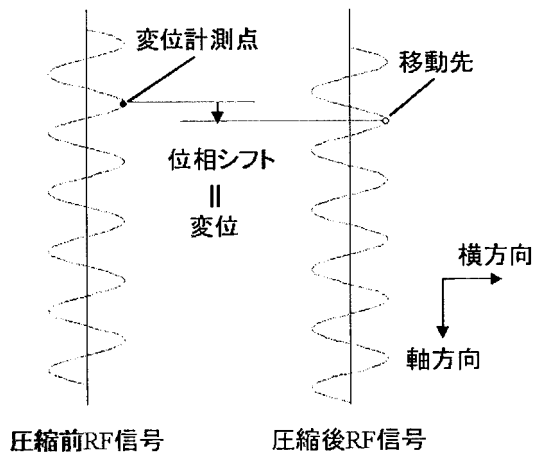 変位計測点
移動先
位相シフト
=
変位
横方向
軸方向
圧縮前RF信号
圧縮後RF信号